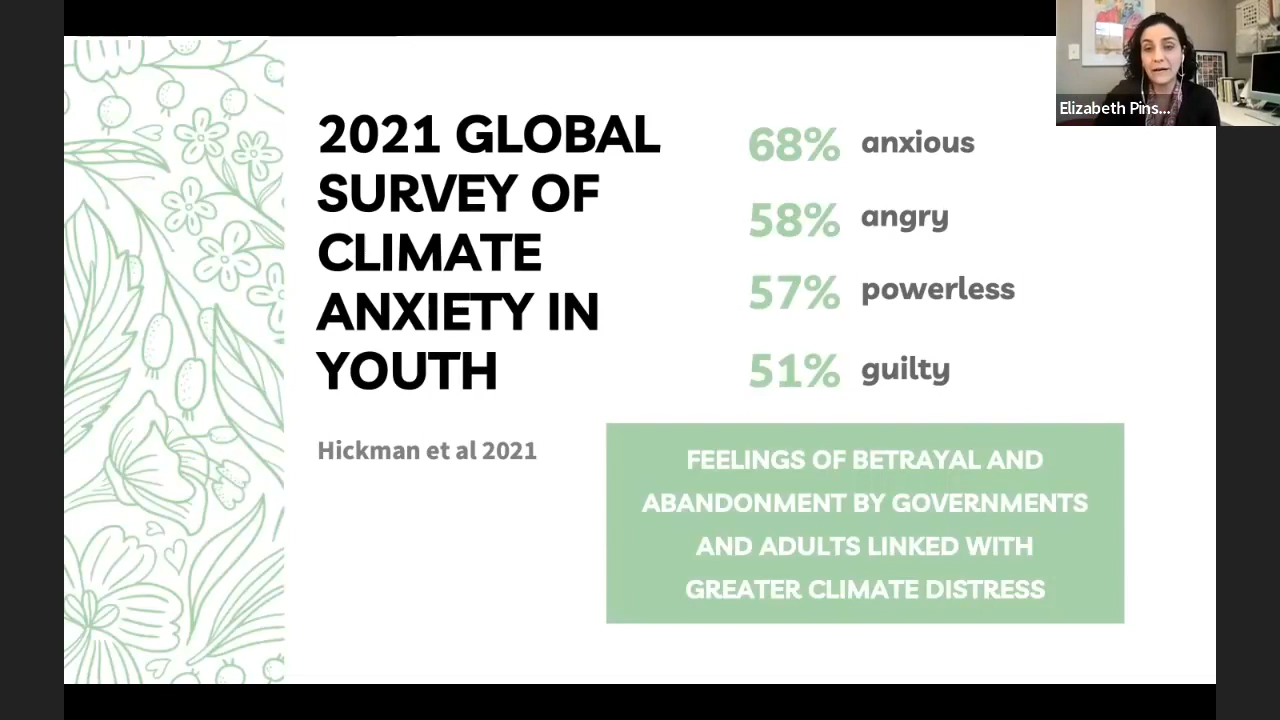 2021 GLOBAL
SURVEY OF
CLIMATE
ANXIETY IN
YOUTH
Hickman et al 2021
68% anxious
58% angry
57% powerless
51% guilty
FEELINGS OF BETRAYAL AND
ABANDONMENT BY GOVERNMENTS
AND ADULTS LINKED WITH
GREATER CLIMATE DISTRESS
Elizabeth Pins...